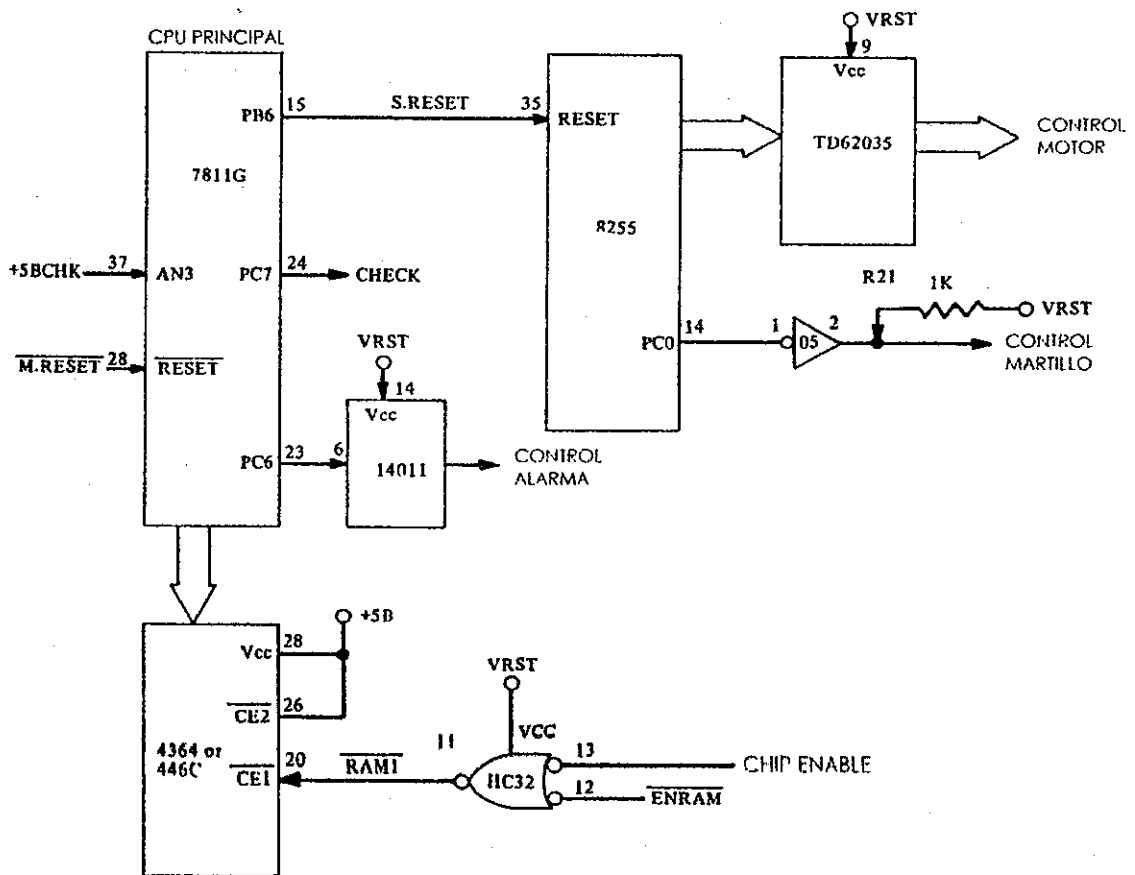 CPU PRINCIPAL
7811G
PB6
15
S.RESET
35
RESET
8255
VRST
9
Vcc
TD62035
CONTROL
MOTOR
+5BCHK
37
AN3
PC7
24
CHECK
M.RESET
28
RESET
R21
1K
VRST
PC0
14
1
05
2
CONTROL
MARTILLO
VRST
14
Vcc
PC6
23
6
14011
CONTROL
ALARMA
+5B
Vcc
28
CE2
26
4364 or
446C
CE1
20
RAM1
11
VRST
VCC
HC32
13
CHIP ENABLE
12
ENRAM